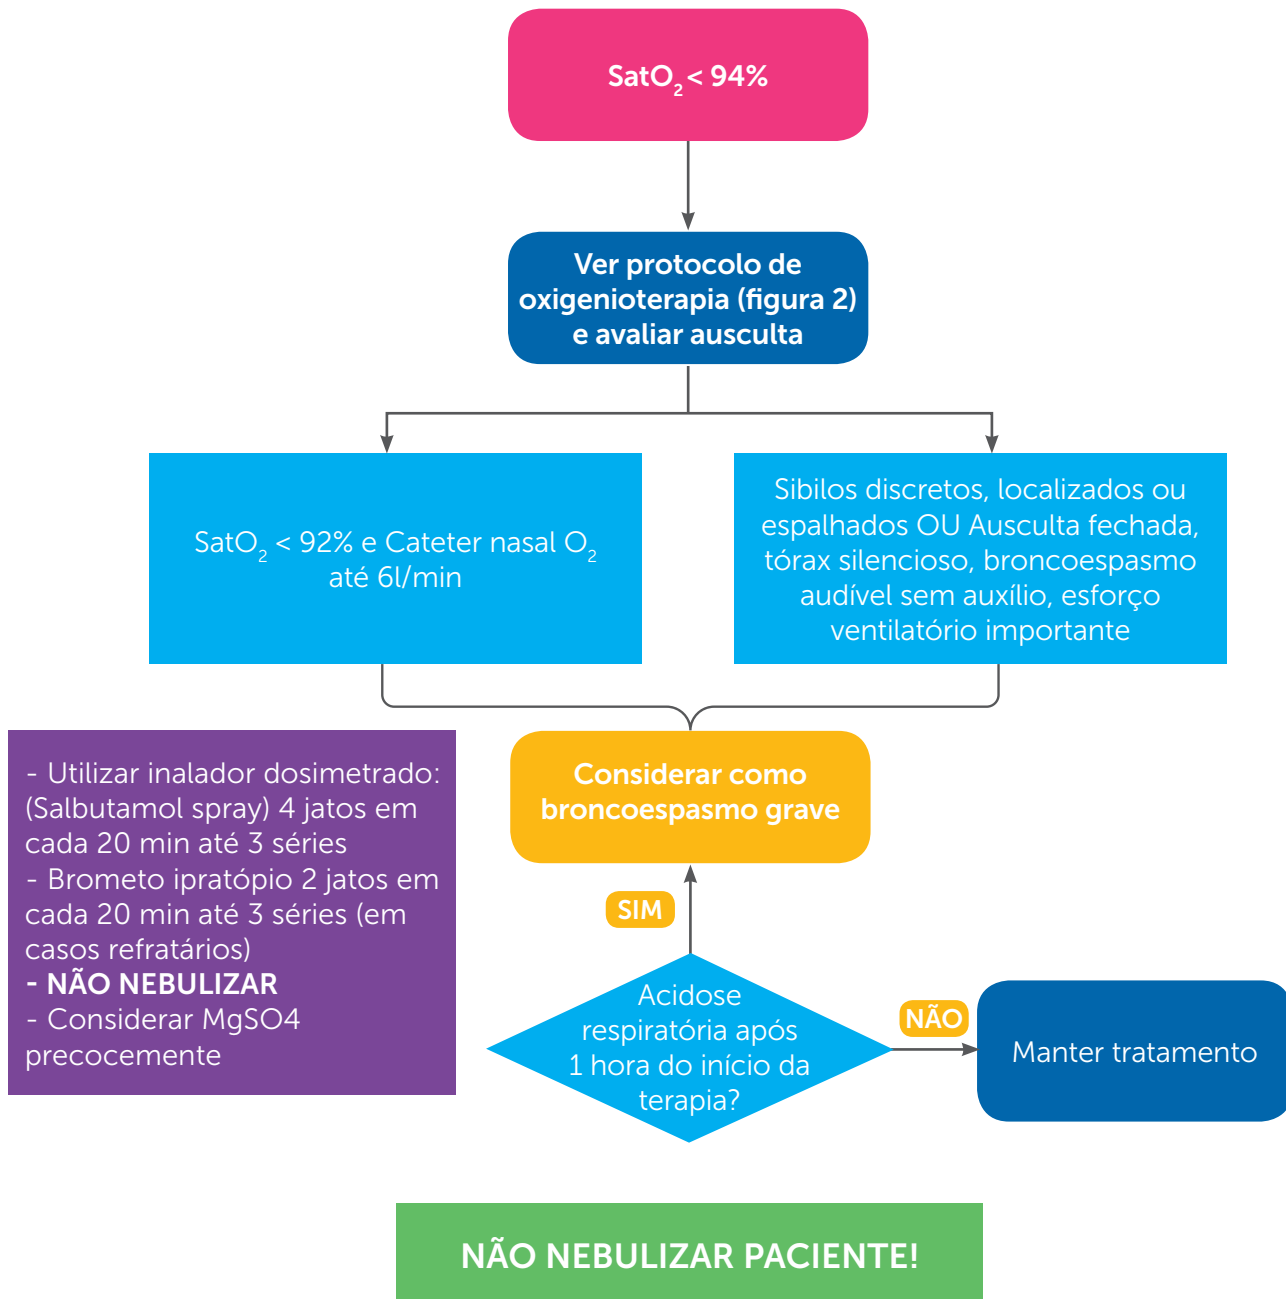 SatO₂ < 94%
Ver protocolo de
oxigenioterapia (figura 2)
e avaliar ausculta
SatO₂ < 92% e Cateter nasal O₂
até 6l/min
Sibilos discretos, localizados ou
espalhados OU Ausculta fechada,
tórax silencioso, broncoespasmo
audível sem auxílio, esforço
ventilatório importante
- Utilizar inalador dosimetrado:
(Salbutamol spray) 4 jatos em
cada 20 min até 3 séries
- Brometo ipratópio 2 jatos em
cada 20 min até 3 séries (em
casos refratários)
- NÃO NEBULIZAR
- Considerar MgSO4
precocemente
Considerar como
broncoespasmo grave
SIM
Acidose
respiratória após
1 hora do início da
terapia?
NÃO
Manter tratamento
NÃO NEBULIZAR PACIENTE!